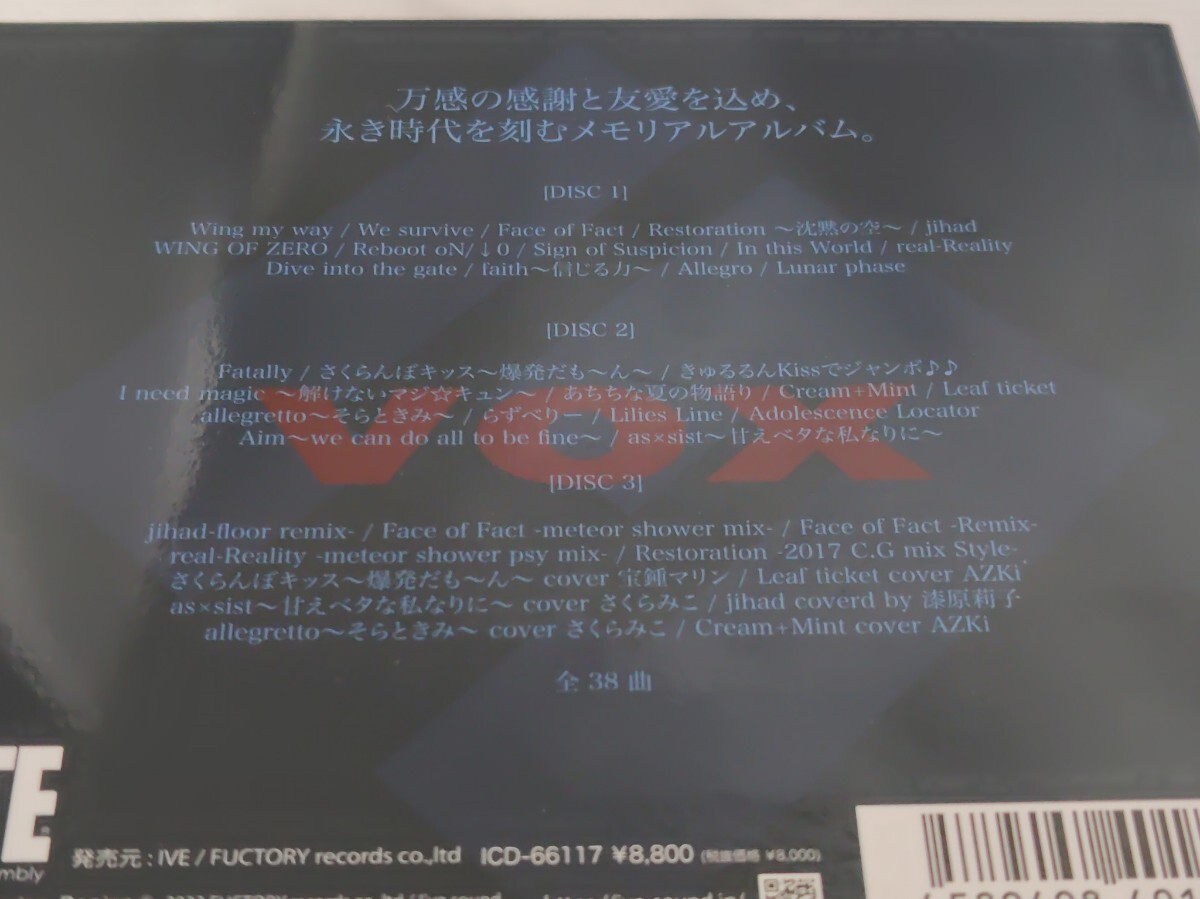 万感の感謝と友愛を込め、
永き時代を刻むメモリアルアルバム。
[DISC 1]
Wing my way / We survive / Face of Fact / Restoration ～沈黙の空～ / jihad
WING OF ZERO / Reboot oN/↓0 / Sign of Suspicion / In this World / real-Reality
Dive into the gate / faith～信じる力～ / Allegro / Lunar phase
[DISC 2]
Fatally / さくらんぼキッス～爆発だも～ん～ / きゅるるんKissでジャンボ♪♪
I need magic ～解けないマジ☆キュン～ / あちちな夏の物語り / Cream+Mint / Leaf ticket
allegretto～そらときみ～ / らずべりー / Lilies Line / Adolescence Locator
Aim～we can do all to be fine～ / as×sist～甘えベタな私なりに～
VOX
[DISC 3]
jihad-floor remix- / Face of Fact -meteor shower mix- / Face of Fact -Remix-
real-Reality -meteor shower psy mix- / Restoration -2017 C.G mix Style-
さくらんぼキッス～爆発だも～ん～ cover 宝鍾マリン / Leaf ticket cover AZKi
as×sist～甘えベタな私なりに～ cover さくらみこ / jihad coverd by 漆原莉子
allegretto～そらときみ～ cover さくらみこ / Cream+Mint cover AZKi
全 38 曲
TE
mbly
発売元 : IVE / FUCTORY records co.,ltd ICD-66117 ¥8,800 (税抜価格 ¥8,000)